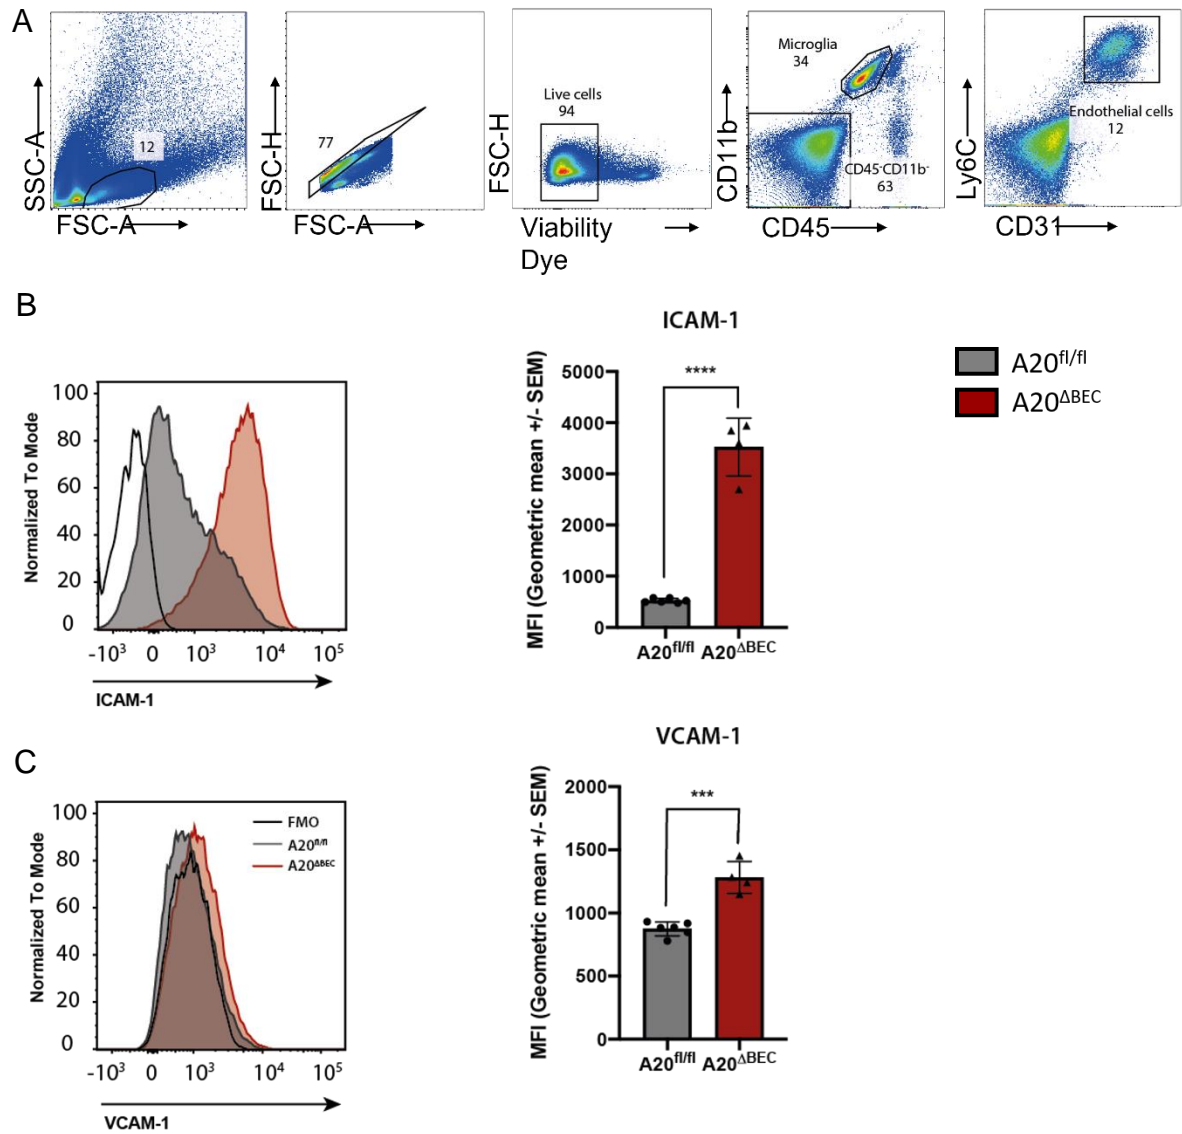 A
SSC-A
12
FSC-A
FSC-H
77
FSC-A
FSC-H
Live cells
94
Viability
Dye
CD11b
Microglia
34
CD45⁻CD11b⁻
63
CD45
Ly6C
Endothelial cells
12
CD31
B
Normalized To Mode
100
80
60
40
20
0
-10³ 0 10³ 10⁴ 10⁵
ICAM-1
ICAM-1
MFI (Geometric mean +/- SEM)
5000
4000
3000
2000
1000
0
****
A20fl/fl A20ΔBEC
A20fl/fl
A20ΔBEC
C
Normalized To Mode
100
80
60
40
20
0
FMO
A20fl/fl
A20ΔBEC
-10³ 0 10³ 10⁴ 10⁵
VCAM-1
VCAM-1
MFI (Geometric mean +/- SEM)
2000
1500
1000
500
0
***
A20fl/fl A20ΔBEC